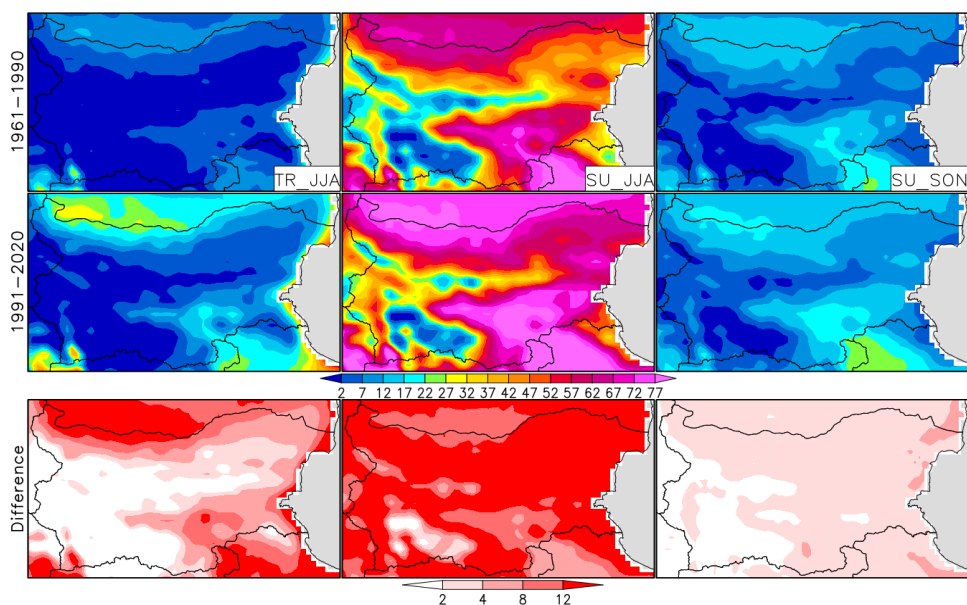 1961–1990
TR_JJA
SU_JJA
SU_SON
1991–2020
2 7 12 17 22 27 32 37 42 47 52 57 62 67 72 77
Difference
2 4 8 12